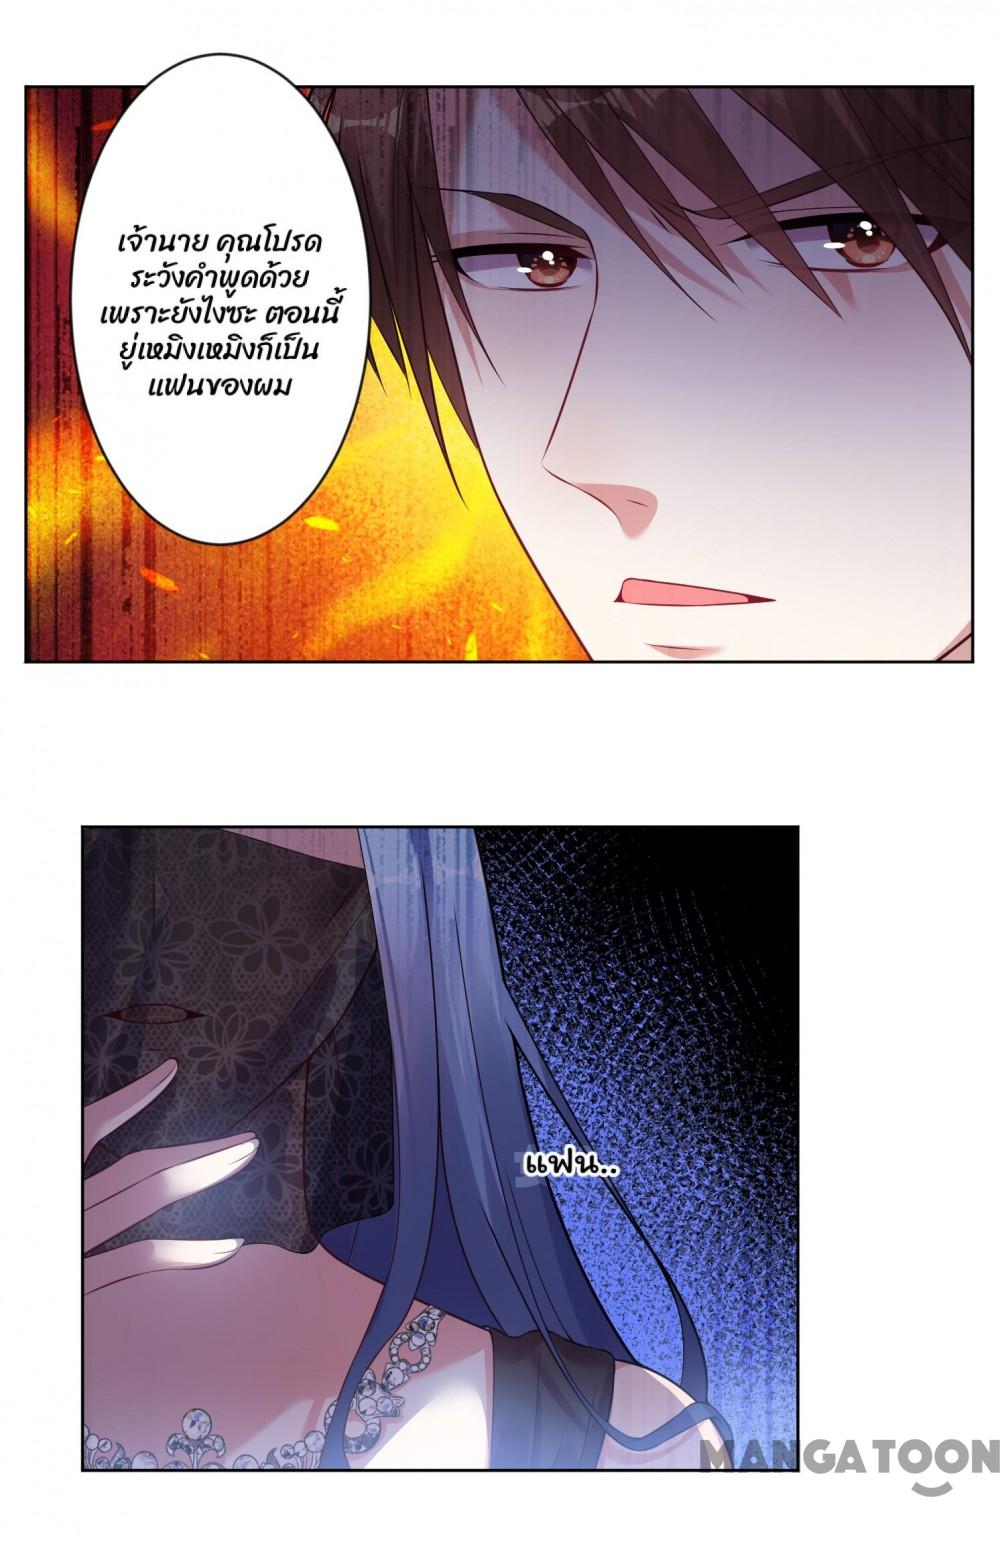 เจ้านาย คุณโปรด
ระวังคำพูดด้วย
เพราะยังไงซะ ตอนนี้
ยู่เหมิงเหมิงก็เป็น
แฟนของผม
แฟน..
MANGATOON